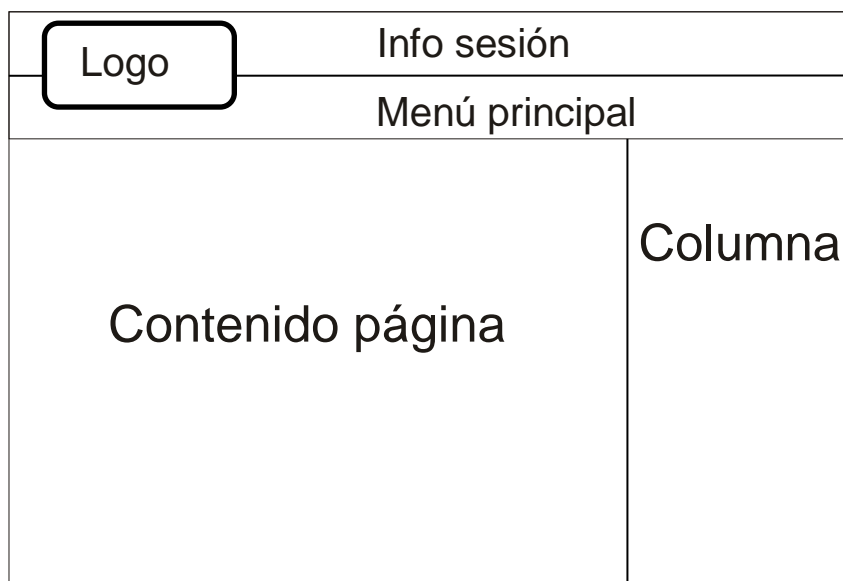 Logo
Info sesión
Menú principal
Columna
Contenido página